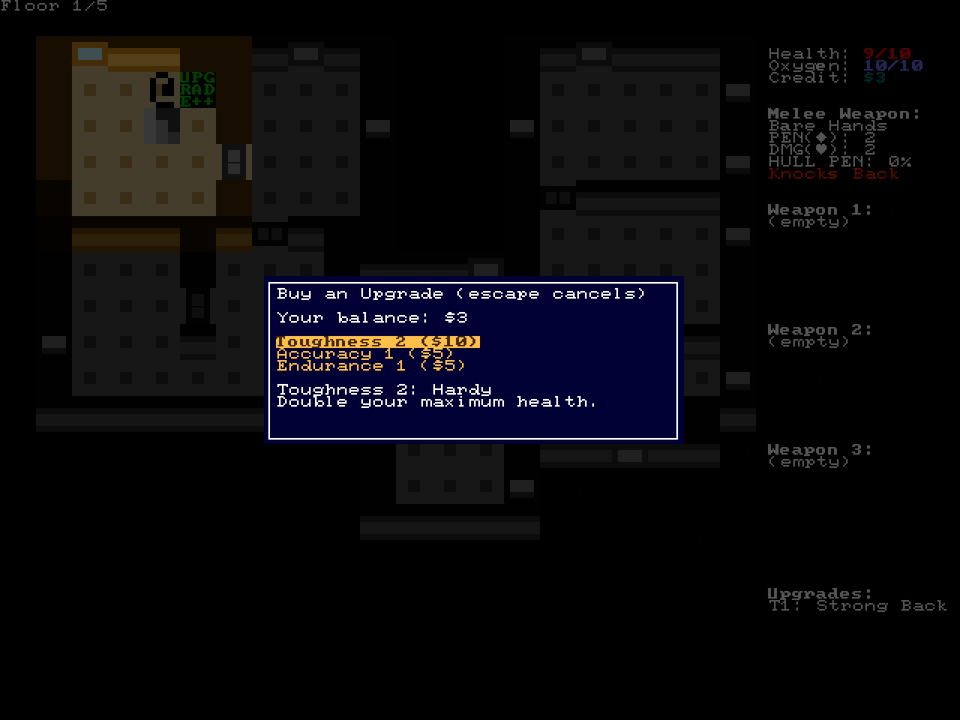 Floor 1/5
Health: 9/10
Oxygen: 10/10
Credit: $3
UPG
RAD
E++
Melee Weapon:
Bare Hands
PEN(♦): 2
DMG(♥): 2
HULL PEN: 0%
Knocks Back
Weapon 1:
(empty)
Buy an Upgrade (escape cancels)
Your balance: $3
Toughness 2 ($10)
Accuracy 1 ($5)
Endurance 1 ($5)
Toughness 2: Hardy
Double your maximum health.
Weapon 2:
(empty)
Weapon 3:
(empty)
Upgrades:
T1: Strong Back